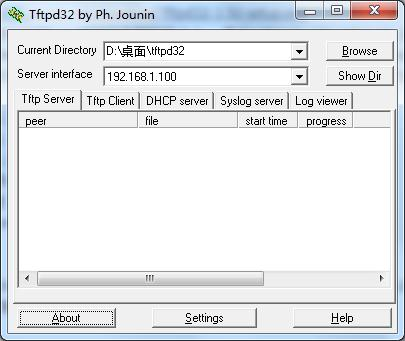 Tftpd32 by Ph. Jounin
Current Directory D:\桌面\tftpd32 Browse
Server interface 192.168.1.100 Show Dir
Tftp Server Tftp Client DHCP server Syslog server Log viewer
peer file start time progress
About Settings Help